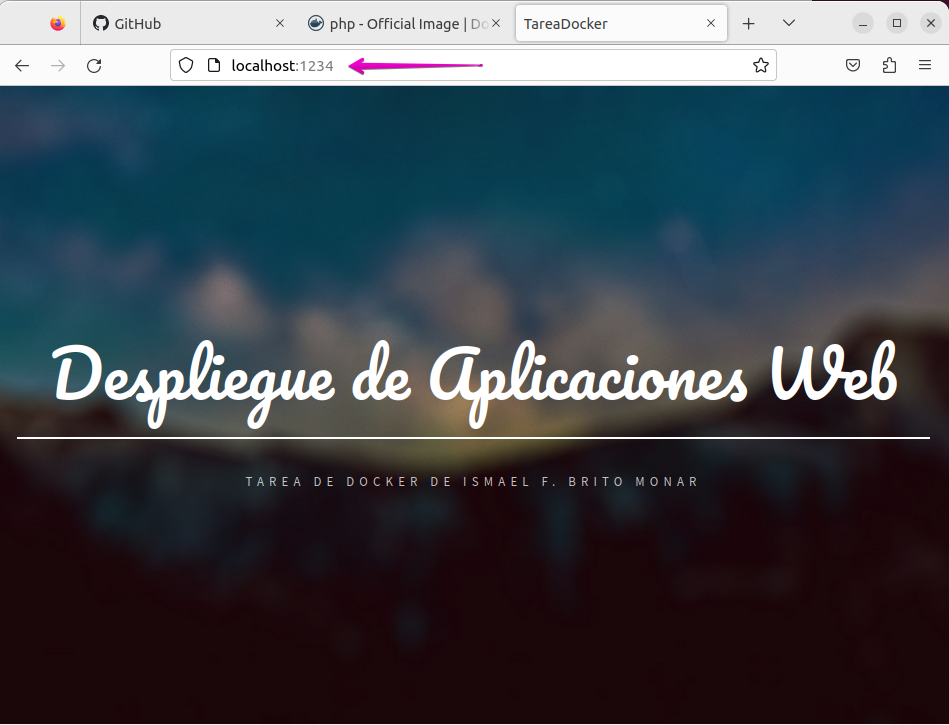 GitHub
php - Official Image | Do
TareaDocker
localhost:1234
Despliegue de Aplicaciones Web
TAREA DE DOCKER DE ISMAEL F. BRITO MONAR